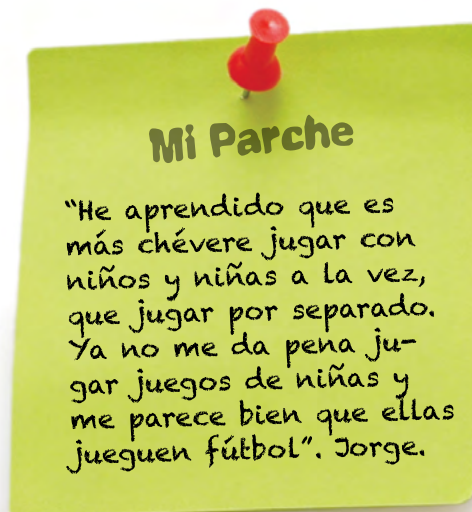 Mi Parche
“He aprendido que es
más chévere jugar con
niños y niñas a la vez,
que jugar por separado.
Ya no me da pena ju-
gar juegos de niñas y
me parece bien que ellas
jueguen fútbol”. Jorge.